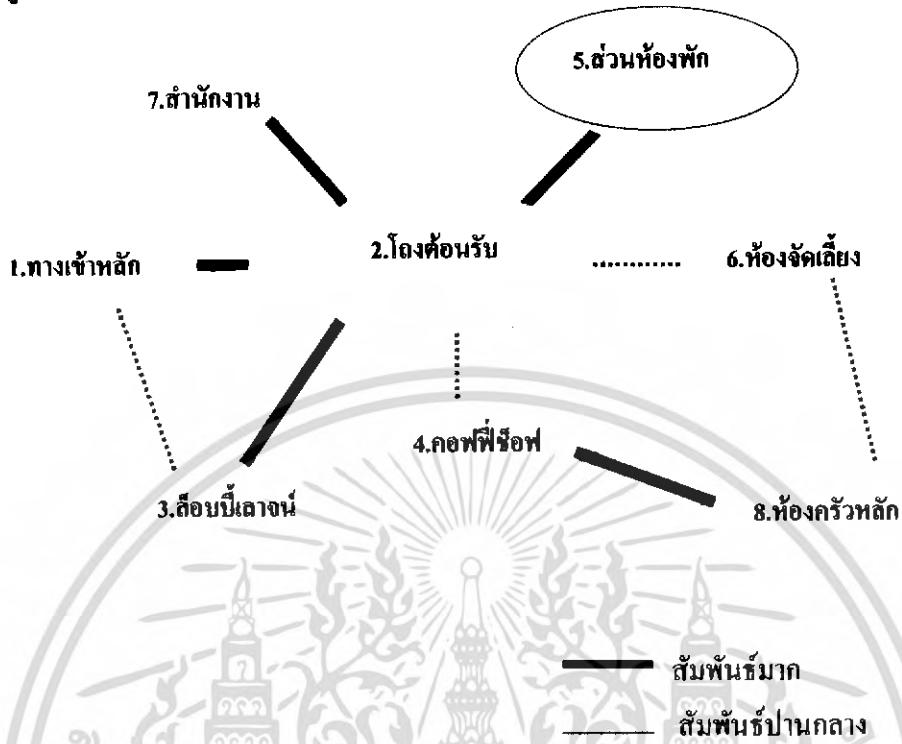 5.ส่วนห้องพัก
7.สำนักงาน
2.โถงต้อนรับ
1.ทางเข้าหลัก
6.ห้องจัดเลี้ยง
4.คอฟฟี่ช็อฟ
3.ล็อบบี้เลาจน์
8.ห้องครัวหลัก
สัมพันธ์มาก
สัมพันธ์ปานกลาง